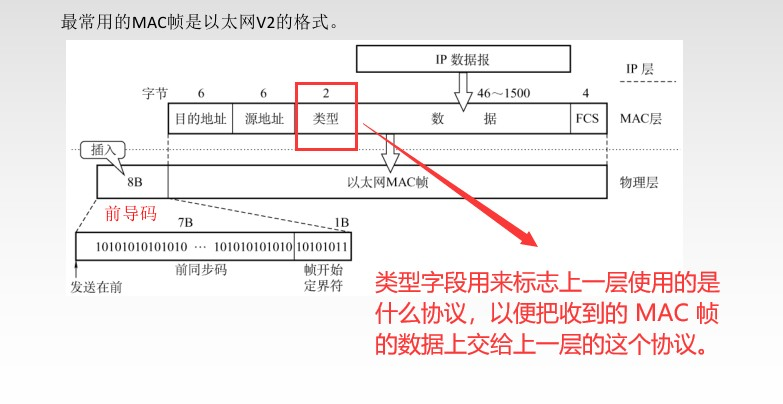 最常用的MAC帧是以太网V2的格式。
IP 数据报
IP 层
字节 6 6 2 46～1500 4
目的地址 源地址 类型 数 据 FCS MAC层
插入
8B 以太网MAC帧 物理层
前导码
7B 1B
10101010101010 ··· 101010101010 10101011
发送在前 前同步码 帧开始
定界符
类型字段用来标志上一层使用的是
什么协议，以便把收到的 MAC 帧
的数据上交给上一层的这个协议。